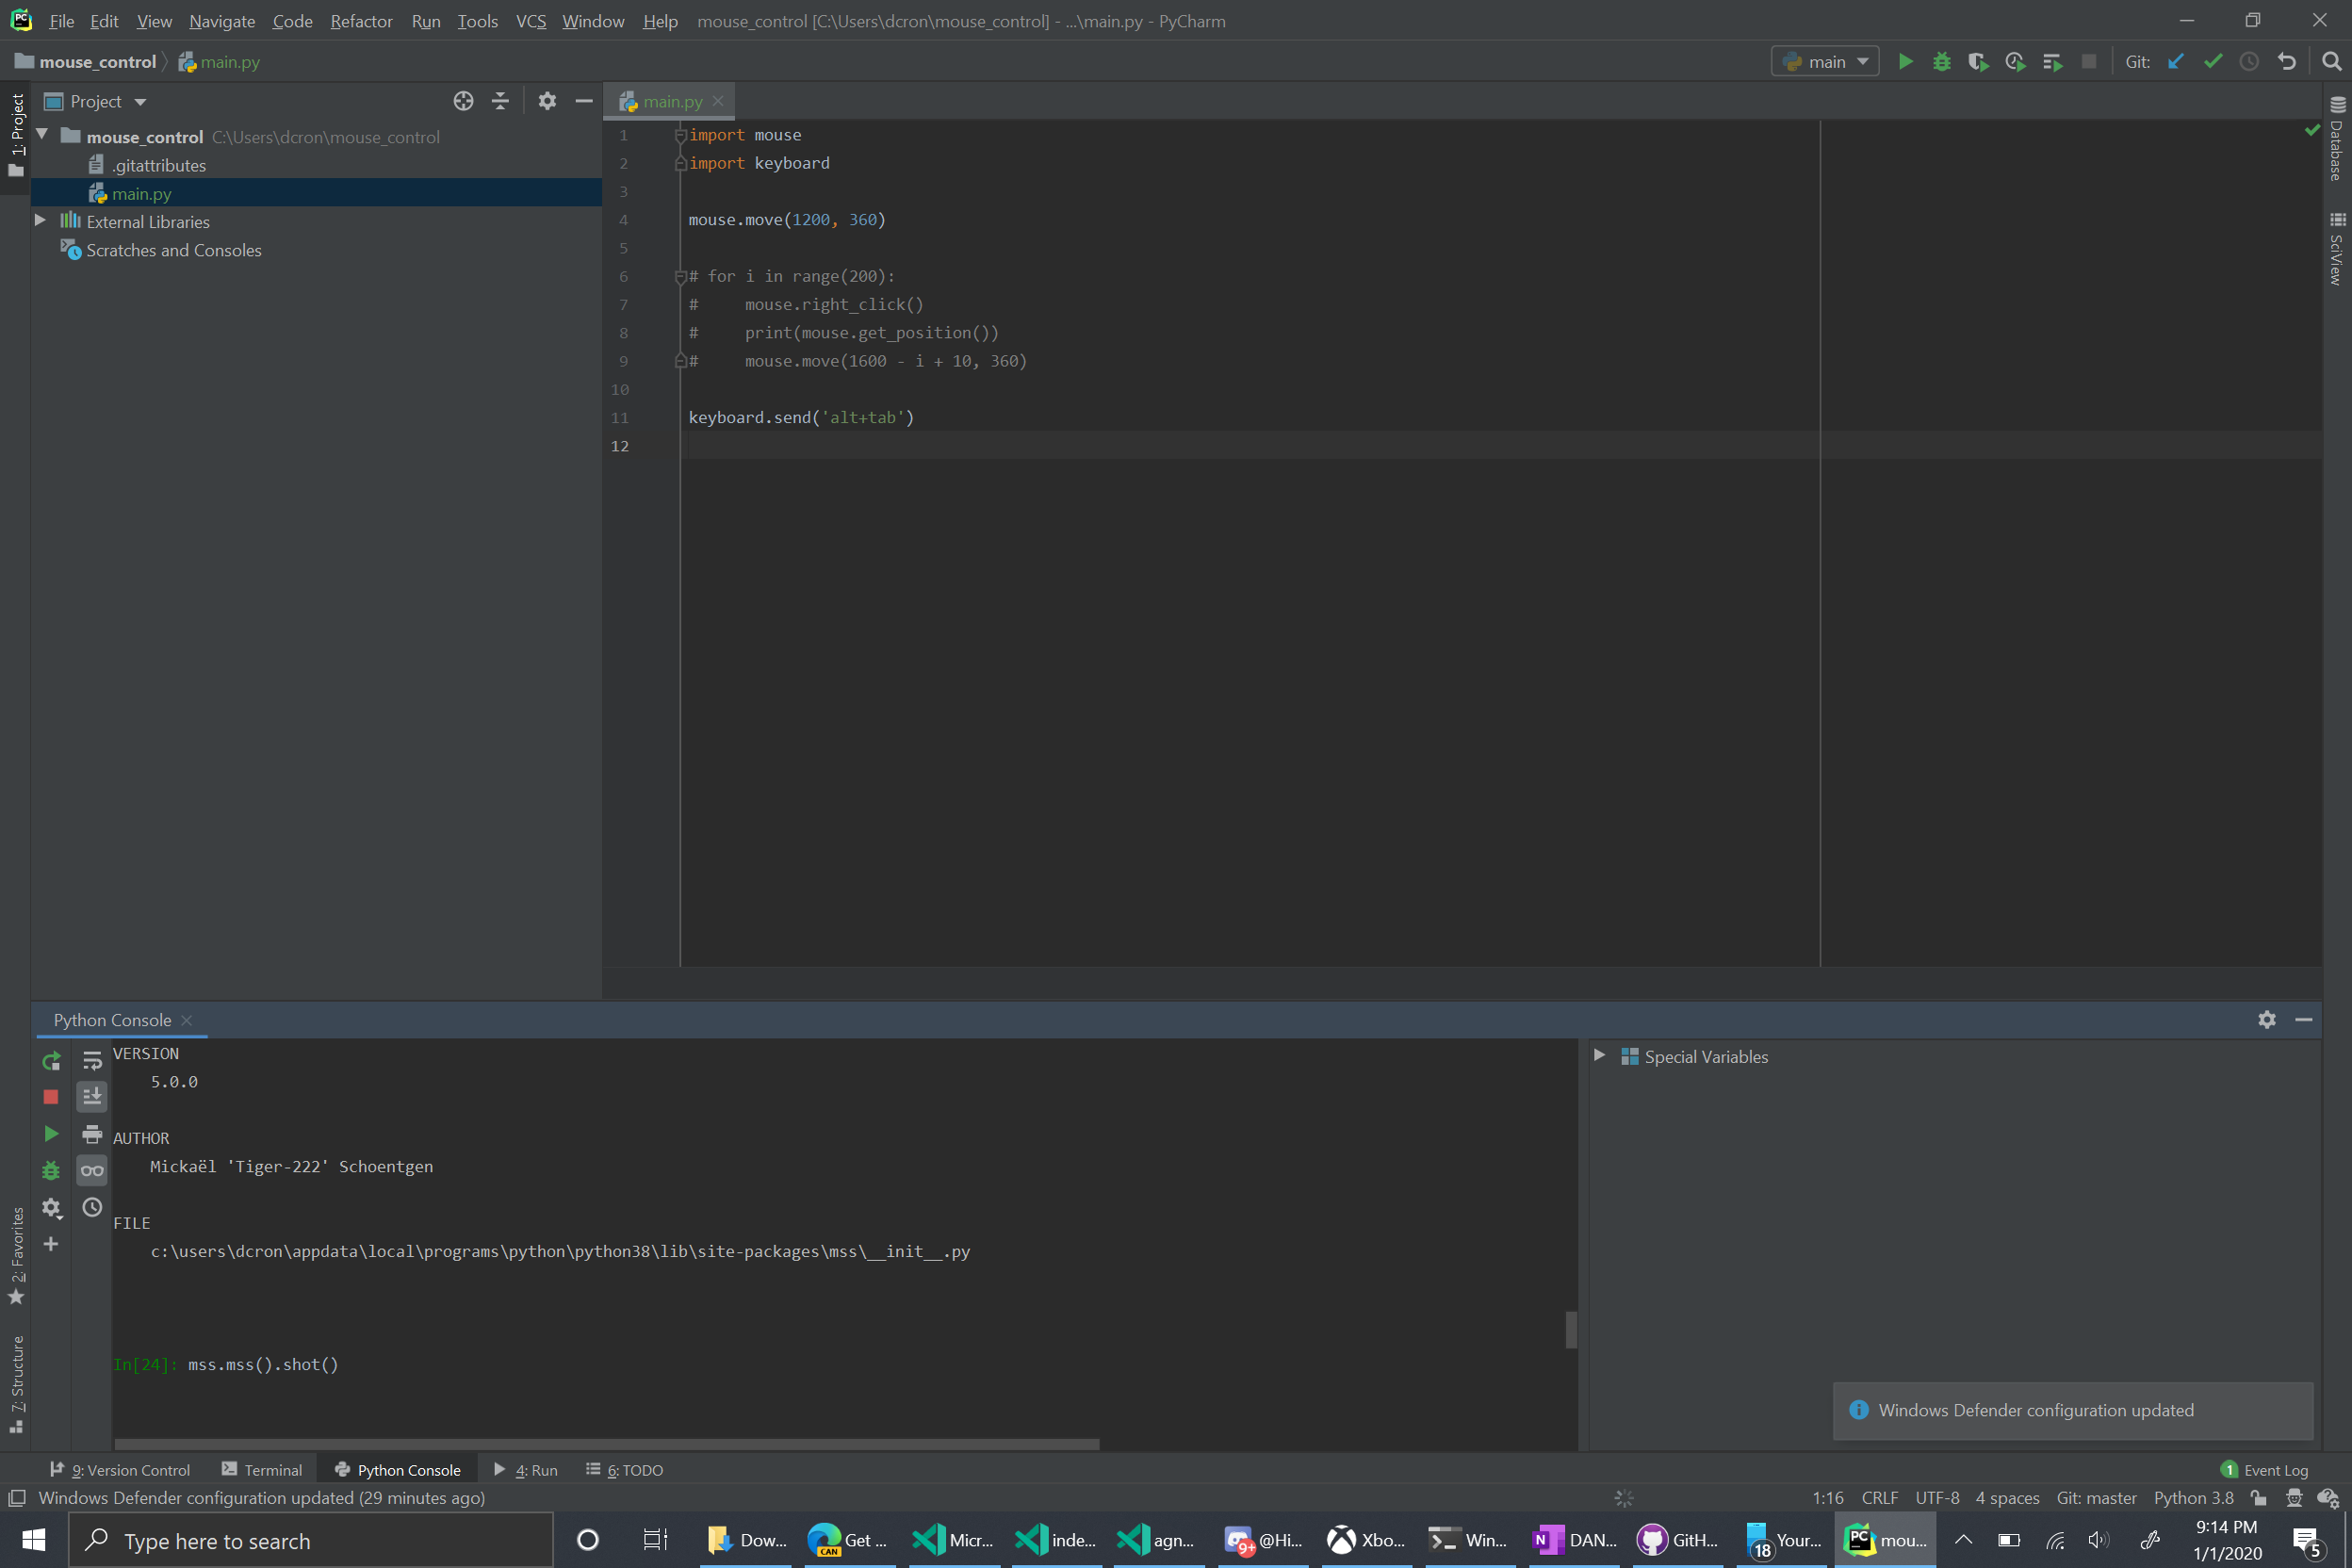 File Edit View Navigate Code Refactor Run Tools VCS Window Help mouse_control [C:\Users\dcron\mouse_control] - ...\main.py - PyCharm
mouse_control main.py main Git:
1: Project
Project
mouse_control C:\Users\dcron\mouse_control
.gitattributes
main.py
External Libraries
Scratches and Consoles
main.py
1 import mouse
2 import keyboard
3
4 mouse.move(1200, 360)
5
6 # for i in range(200):
7 #     mouse.right_click()
8 #     print(mouse.get_position())
9 #     mouse.move(1600 - i + 10, 360)
10
11 keyboard.send('alt+tab')
12
Database
SciView
Python Console
VERSION
5.0.0
AUTHOR
Mickaël 'Tiger-222' Schoentgen
FILE
c:\users\dcron\appdata\local\programs\python\python38\lib\site-packages\mss\__init__.py
In[24]: mss.mss().shot()
Special Variables
Windows Defender configuration updated
2: Favorites
7: Structure
9: Version Control Terminal Python Console 4: Run 6: TODO 1 Event Log
Windows Defender configuration updated (29 minutes ago) 1:16 CRLF UTF-8 4 spaces Git: master Python 3.8
Type here to search Dow... CAN Get ... Micr... inde... agn... 9+ @Hi... Xbo... Win... N DAN... GitH... 18 Your... PC mou... 9:14 PM 5
1/1/2020